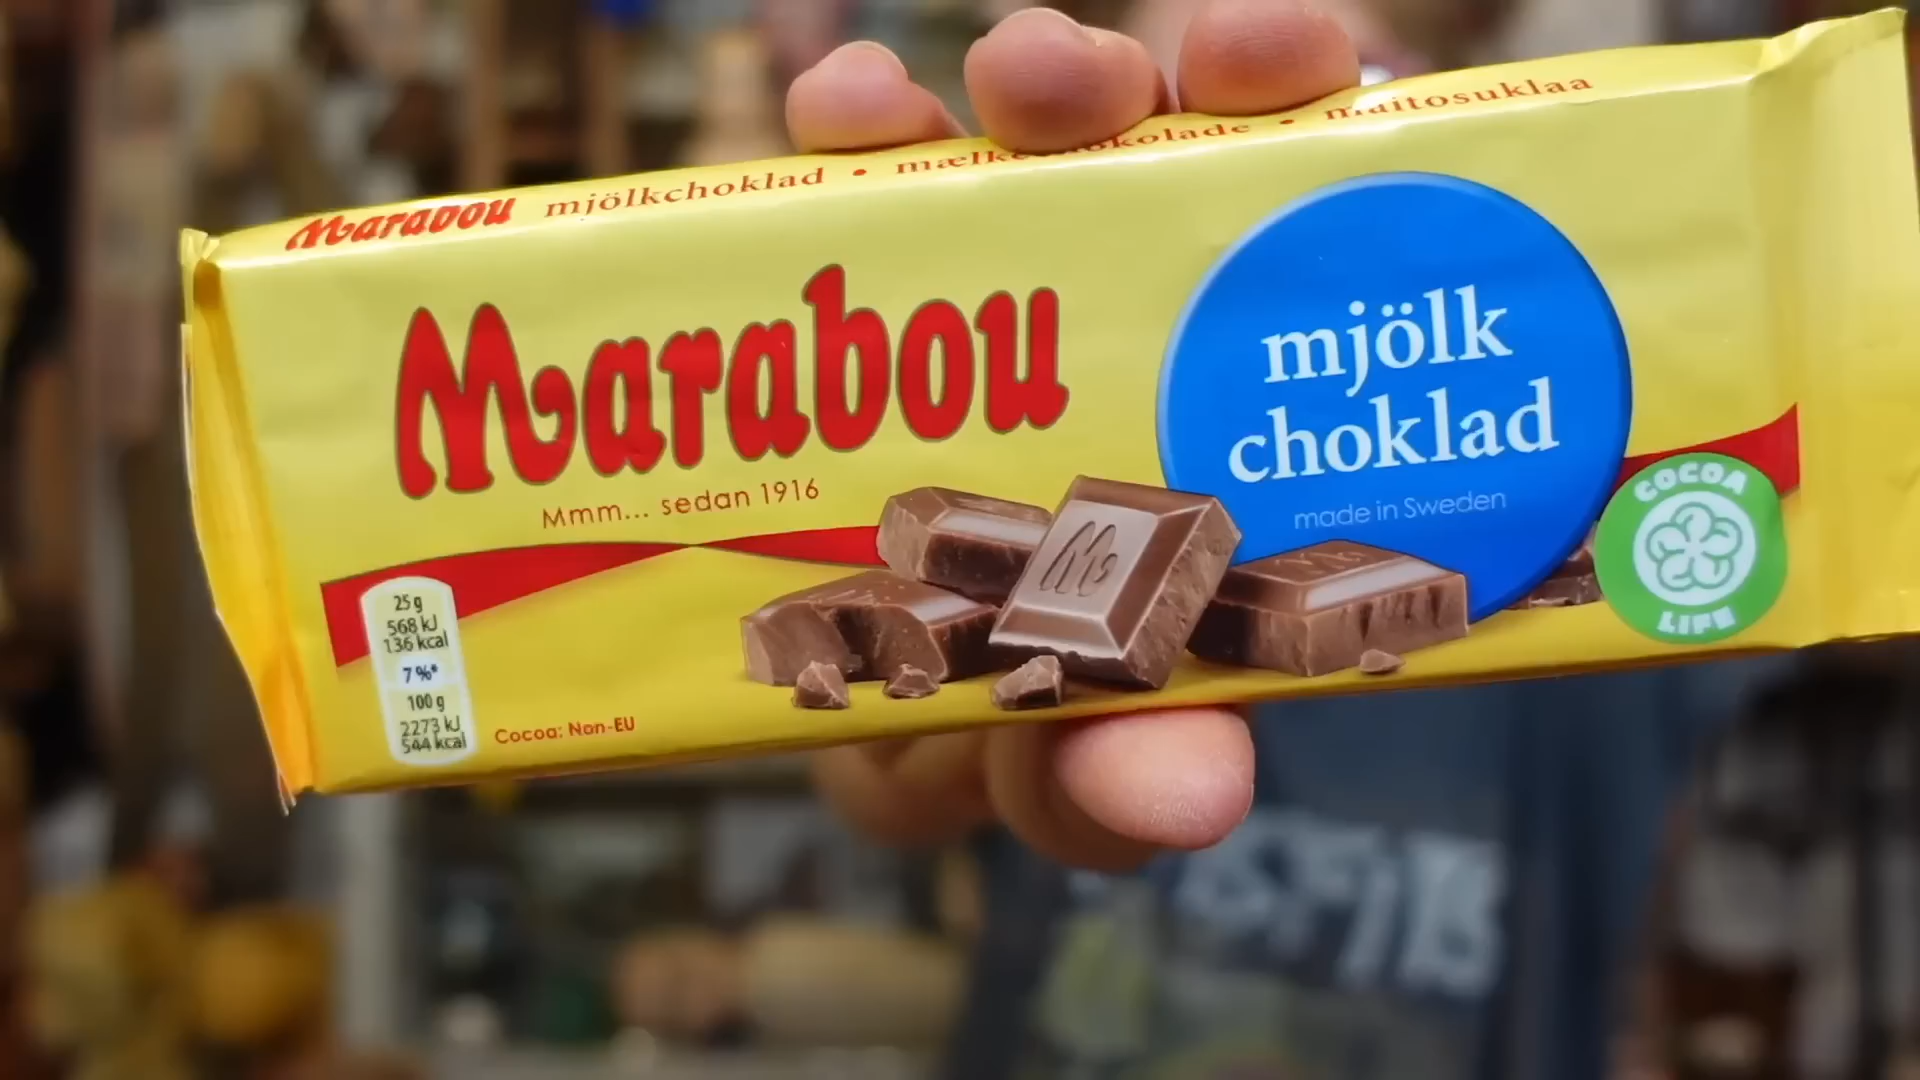 Marabou mjölkchoklad • mælkechokolade • maitosuklaa
Marabou
Mmm... sedan 1916
mjölk
choklad
made in Sweden
COCOA
LIFE
M
25 g
568 kJ
136 kcal
7%*
100 g
2273 kJ
544 kcal
Cocoa: Non-EU